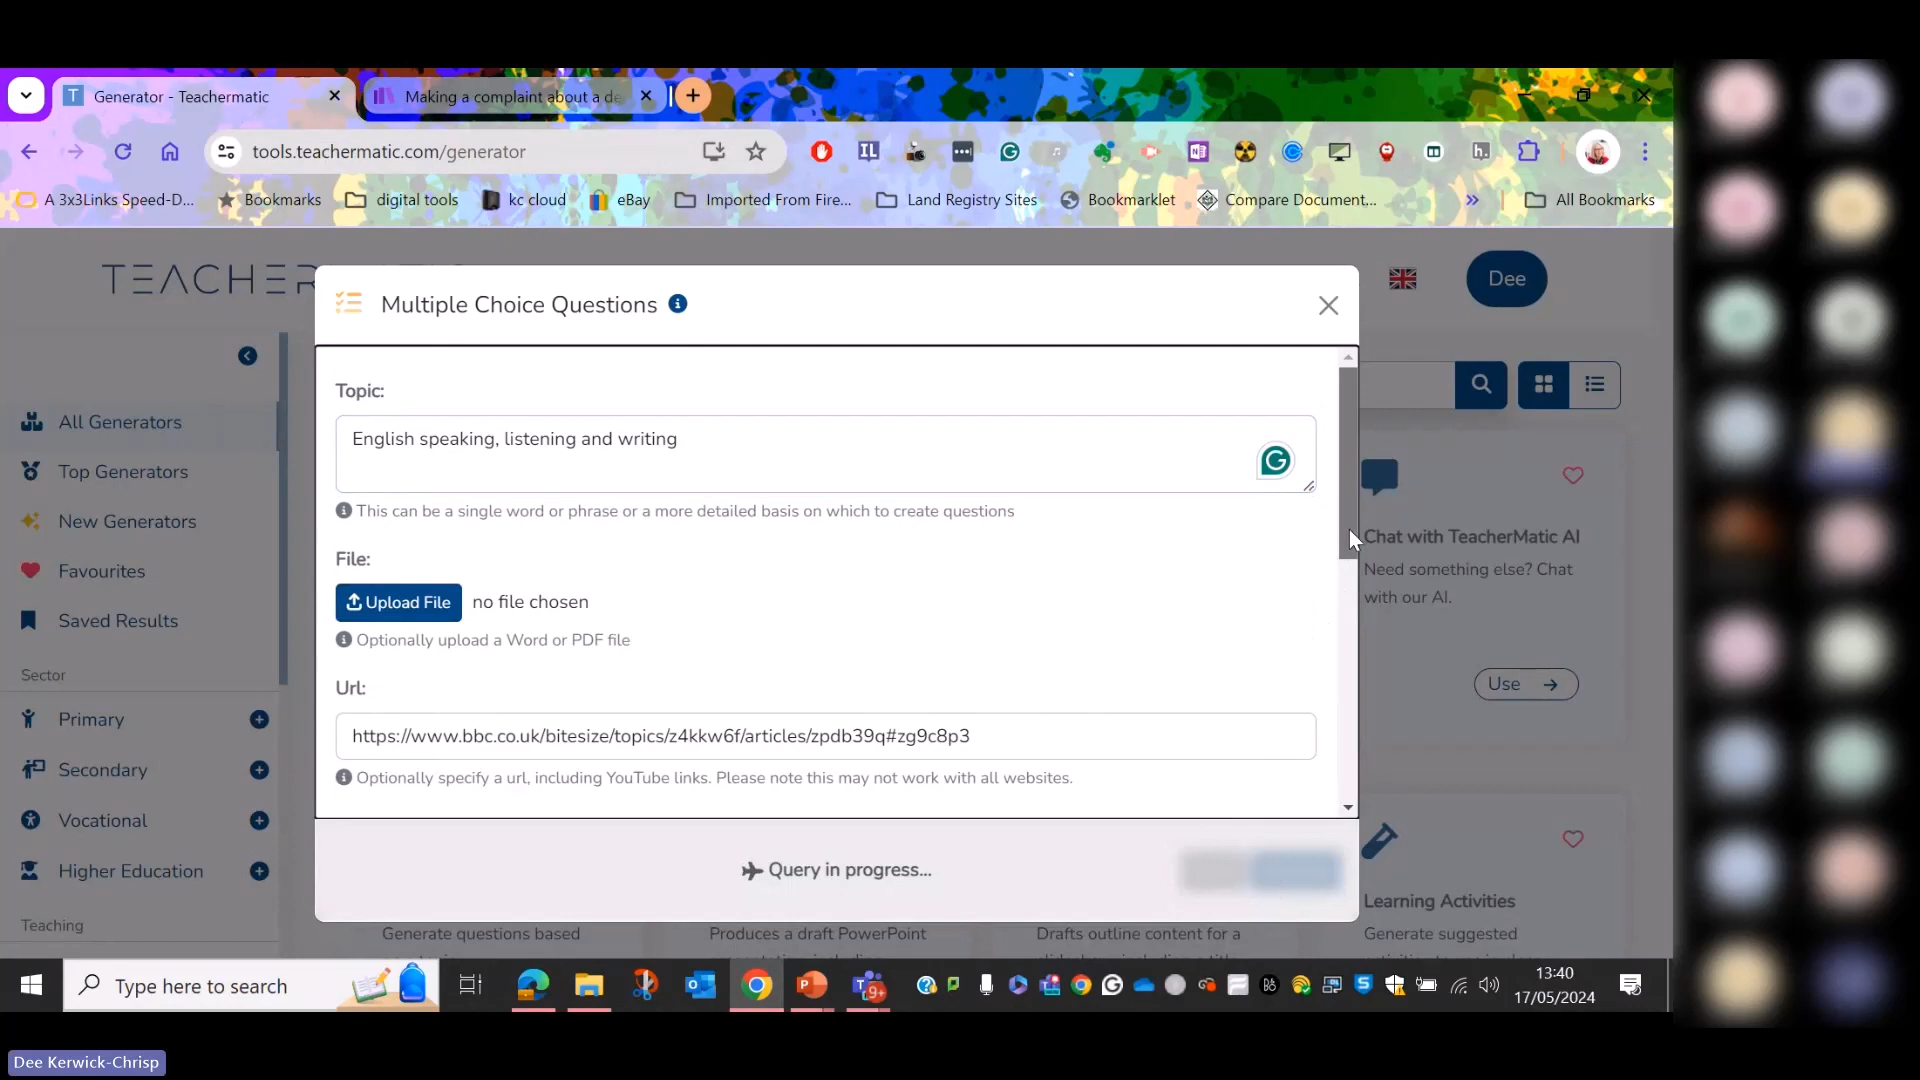 Generator - Teachermatic
Making a complaint about a de
tools.teachermatic.com/generator
A 3x3Links Speed-D...
Bookmarks
digital tools
kc cloud
eBay
Imported From Fire...
Land Registry Sites
Bookmarklet
Compare Document...
All Bookmarks
TEACHER
Dee
Multiple Choice Questions
Topic:
English speaking, listening and writing
This can be a single word or phrase or a more detailed basis on which to create questions
File:
Upload File no file chosen
Optionally upload a Word or PDF file
Url:
https://www.bbc.co.uk/bitesize/topics/z4kkw6f/articles/zpdb39q#zg9c8p3
Optionally specify a url, including YouTube links. Please note this may not work with all websites.
Query in progress...
All Generators
Top Generators
New Generators
Favourites
Saved Results
Sector
Primary
Secondary
Vocational
Higher Education
Teaching
Chat with TeacherMatic AI
Need something else? Chat
with our AI.
Use
Learning Activities
Generate suggested
Generate questions based
Produces a draft PowerPoint
Drafts outline content for a
Type here to search
13:40
17/05/2024
Dee Kerwick-Chrisp